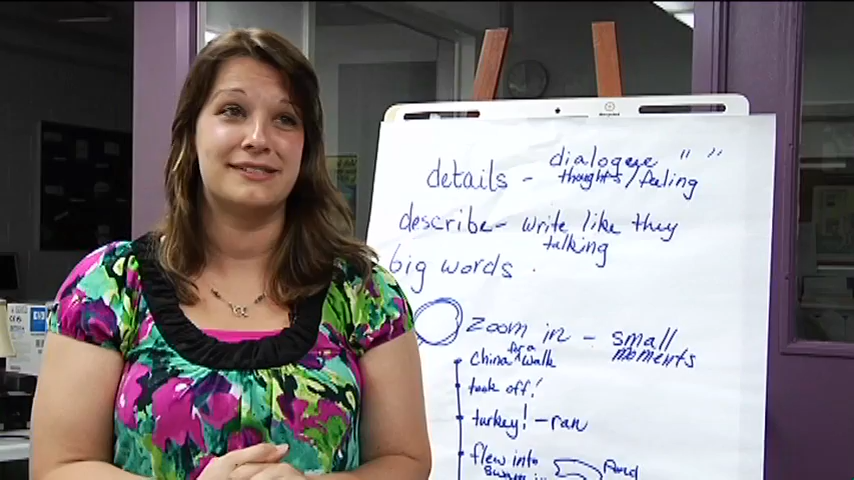 details - dialogue " "
thoughts/feeling
describe - write like they
talking
big words .
zoom in - small
moments
China for a walk
took off!
turkey! - ran
flew into